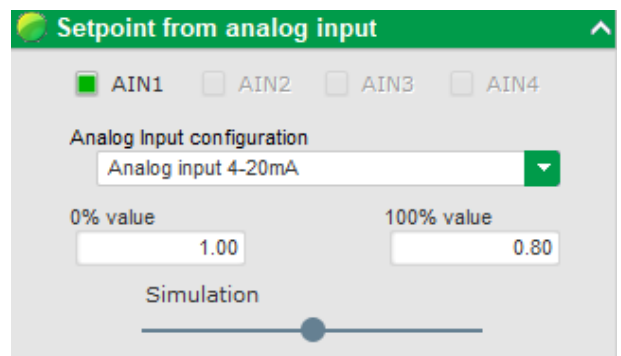 Setpoint from analog input
AIN1 AIN2 AIN3 AIN4
Analog Input configuration
Analog input 4-20mA
0% value 100% value
1.00 0.80
Simulation